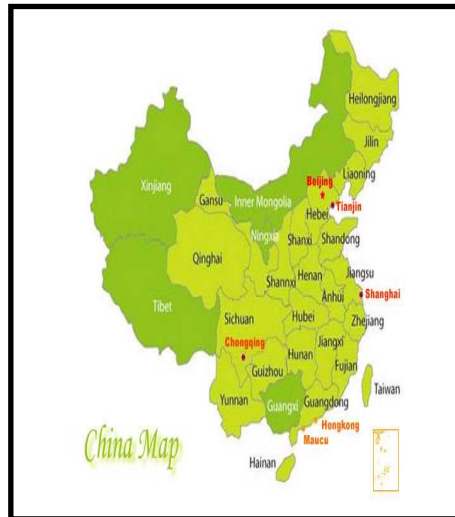 Heilongjiang
Jilin
Liaoning
Beijing
Tianjin
Xinjiang
Gansu
Inner Mongolia
Hebei
Ningxia
Shanxi
Shandong
Qinghai
Shannxi
Henan
Jiangsu
Shanghai
Anhui
Tibet
Sichuan
Hubei
Zhejiang
Chongqing
Jiangxi
Hunan
Guizhou
Fujian
Yunnan
Guangxi
Guangdong
Taiwan
Hongkong
Maucu
China Map
Hainan